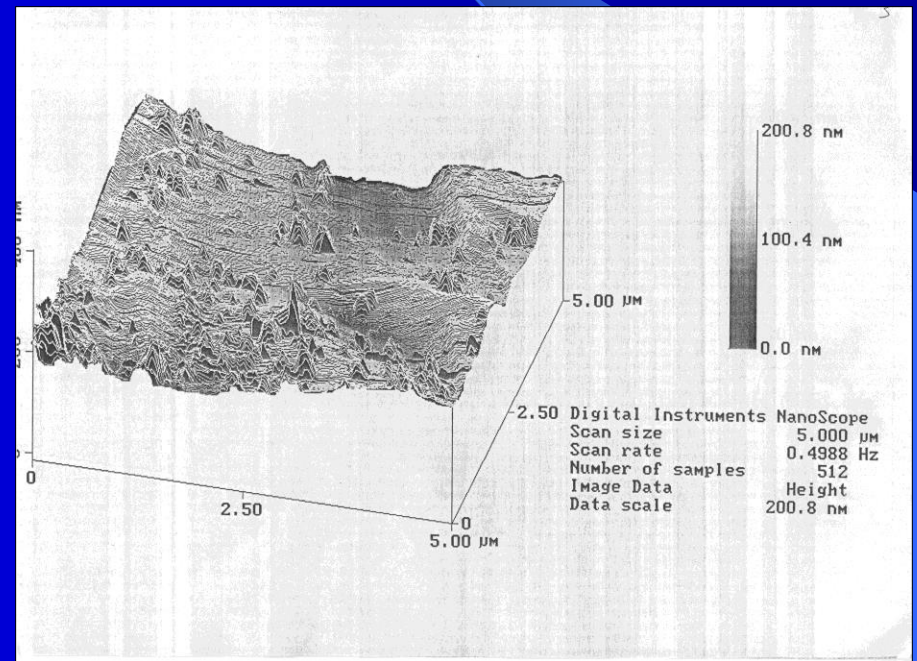 200.8 nM
100.4 nM
0.0 nM
5.00 µM
2.50
0
5.00 µM
2.50
0
Digital Instruments NanoScope
Scan size 5.000 µM
Scan rate 0.4988 Hz
Number of samples 512
Image Data Height
Data scale 200.8 nM